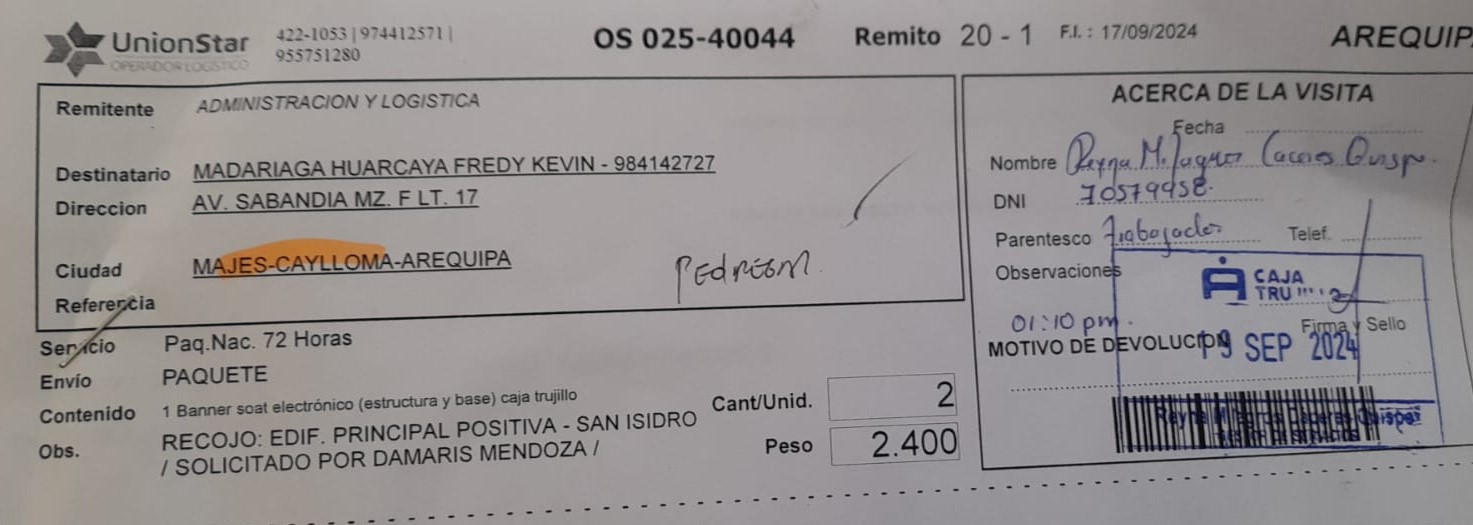 UnionStar
OPERADOR LOGISTICO
422-1053 | 974412571 |
955751280
OS 025-40044
Remito 20 - 1
F.I. : 17/09/2024
AREQUIP
Remitente ADMINISTRACION Y LOGISTICA
Destinatario MADARIAGA HUARCAYA FREDY KEVIN - 984142727
Direccion AV. SABANDIA MZ. F LT. 17
Ciudad MAJES-CAYLLOMA-AREQUIPA
Referencia
Servicio Paq.Nac. 72 Horas
Envío PAQUETE
Contenido 1 Banner soat electrónico (estructura y base) caja trujillo
Obs. RECOJO: EDIF. PRINCIPAL POSITIVA - SAN ISIDRO
/ SOLICITADO POR DAMARIS MENDOZA /
Cant/Unid. 2
Peso 2.400
ACERCA DE LA VISITA
Fecha
Nombre Reyna Caceres Quisp.
DNI 70579958.
Parentesco Trabajador Telef.
Observaciones
CAJA
TRU
01:10 pm.
Firma y Sello
MOTIVO DE DEVOLUCION
19 SEP 2024